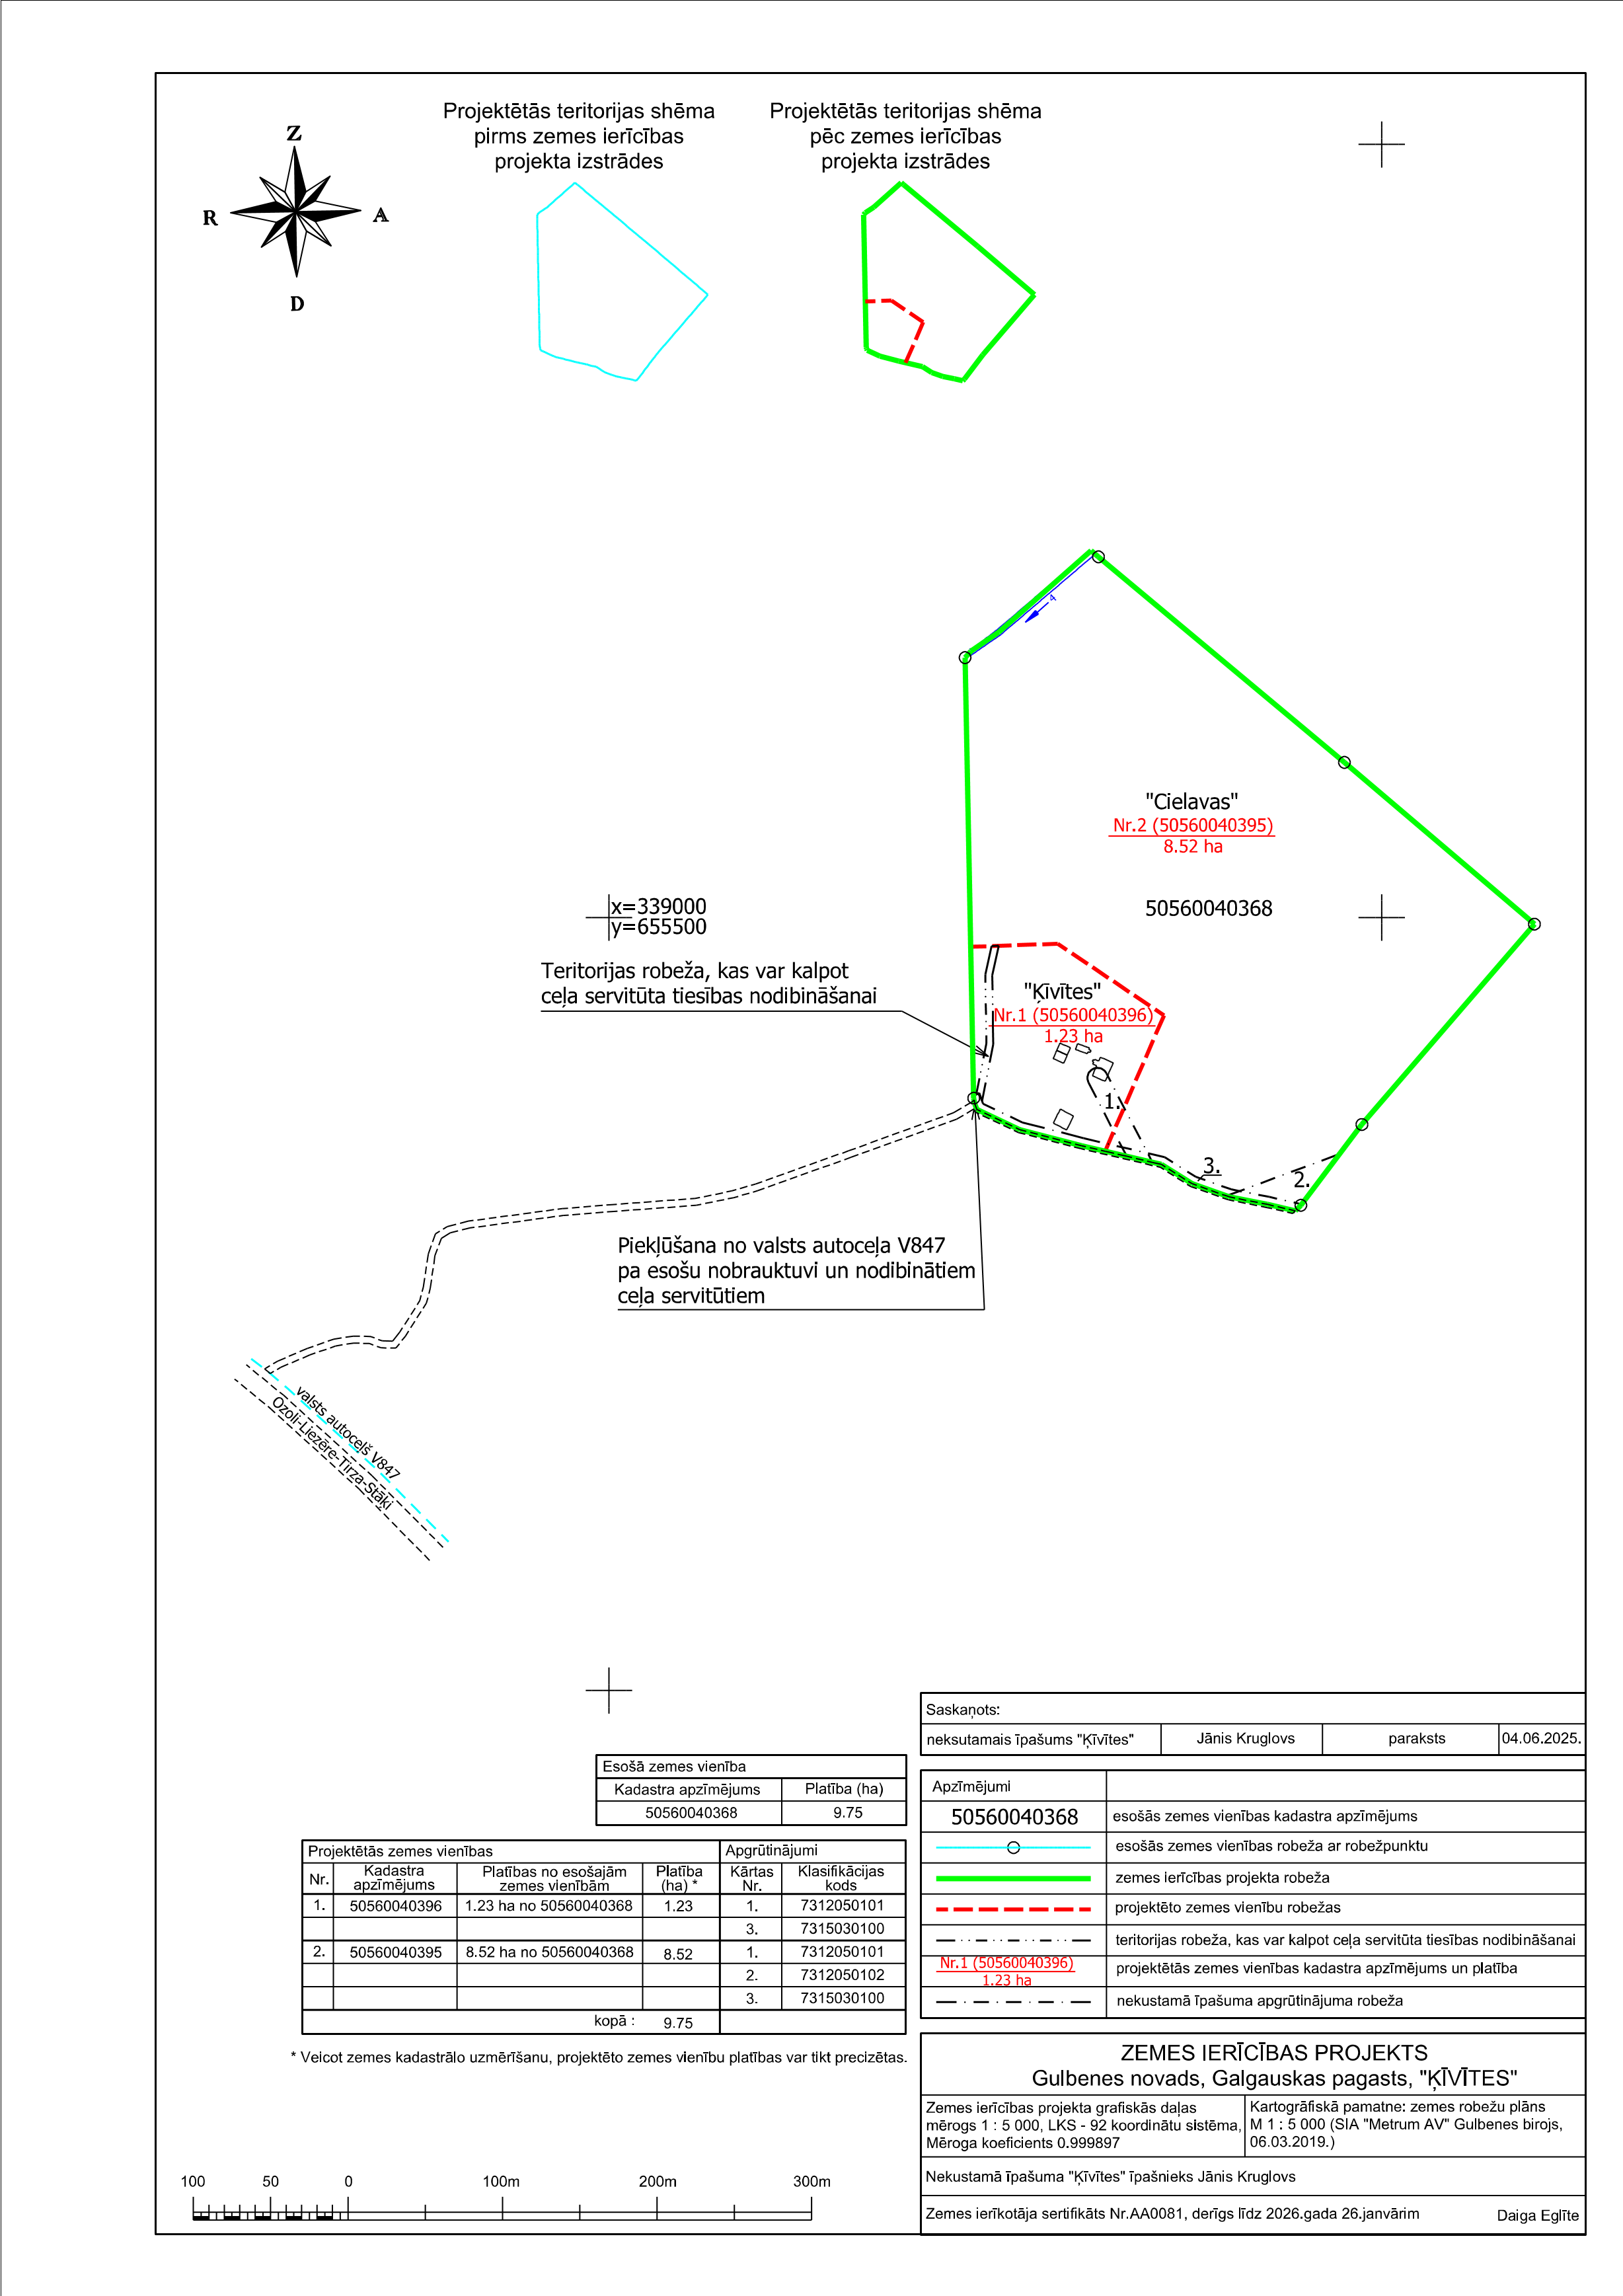 Projektētās teritorijas shēma
pirms zemes ierīcības
projekta izstrādes
Projektētās teritorijas shēma
pēc zemes ierīcības
projekta izstrādes
Z
R
A
D
4
"Cielavas"
Nr.2 (50560040395)
8.52 ha
50560040368
x=339000
y=655500
Teritorijas robeža, kas var kalpot
ceļa servitūta tiesības nodibināšanai
"Ķīvītes"
Nr.1 (50560040396)
1.23 ha
1.
3.
2.
Piekļūšana no valsts autoceļa V847
pa esošu nobrauktuvi un nodibinātiem
ceļa servitūtiem
valsts autoceļš V847
Ozoli-Liezēre-Tirza-Stāķi
Saskaņots:
neksutamais īpašums "Ķīvītes" Jānis Kruglovs paraksts 04.06.2025.
Esošā zemes vienība
Kadastra apzīmējums Platība (ha)
50560040368 9.75
Projektētās zemes vienības Apgrūtinājumi
Nr. Kadastra apzīmējums Platības no esošajām zemes vienībām Platība (ha) * Kārtas Nr. Klasifikācijas kods
1. 50560040396 1.23 ha no 50560040368 1.23 1. 7312050101
3. 7315030100
2. 50560040395 8.52 ha no 50560040368 8.52 1. 7312050101
2. 7312050102
3. 7315030100
kopā : 9.75
* Veicot zemes kadastrālo uzmērīšanu, projektēto zemes vienību platības var tikt precizētas.
Apzīmējumi
50560040368 esošās zemes vienības kadastra apzīmējums
esošās zemes vienības robeža ar robežpunktu
zemes ierīcības projekta robeža
projektēto zemes vienību robežas
teritorijas robeža, kas var kalpot ceļa servitūta tiesības nodibināšanai
Nr.1 (50560040396)
1.23 ha
projektētās zemes vienības kadastra apzīmējums un platība
nekustamā īpašuma apgrūtinājuma robeža
ZEMES IERĪCĪBAS PROJEKTS
Gulbenes novads, Galgauskas pagasts, "ĶĪVĪTES"
Zemes ierīcības projekta grafiskās daļas
mērogs 1 : 5 000, LKS - 92 koordinātu sistēma,
Mēroga koeficients 0.999897
Kartogrāfiskā pamatne: zemes robežu plāns
M 1 : 5 000 (SIA "Metrum AV" Gulbenes birojs,
06.03.2019.)
Nekustamā īpašuma "Ķīvītes" īpašnieks Jānis Kruglovs
Zemes ierīkotāja sertifikāts Nr.AA0081, derīgs līdz 2026.gada 26.janvārim Daiga Eglīte
100 50 0 100m 200m 300m